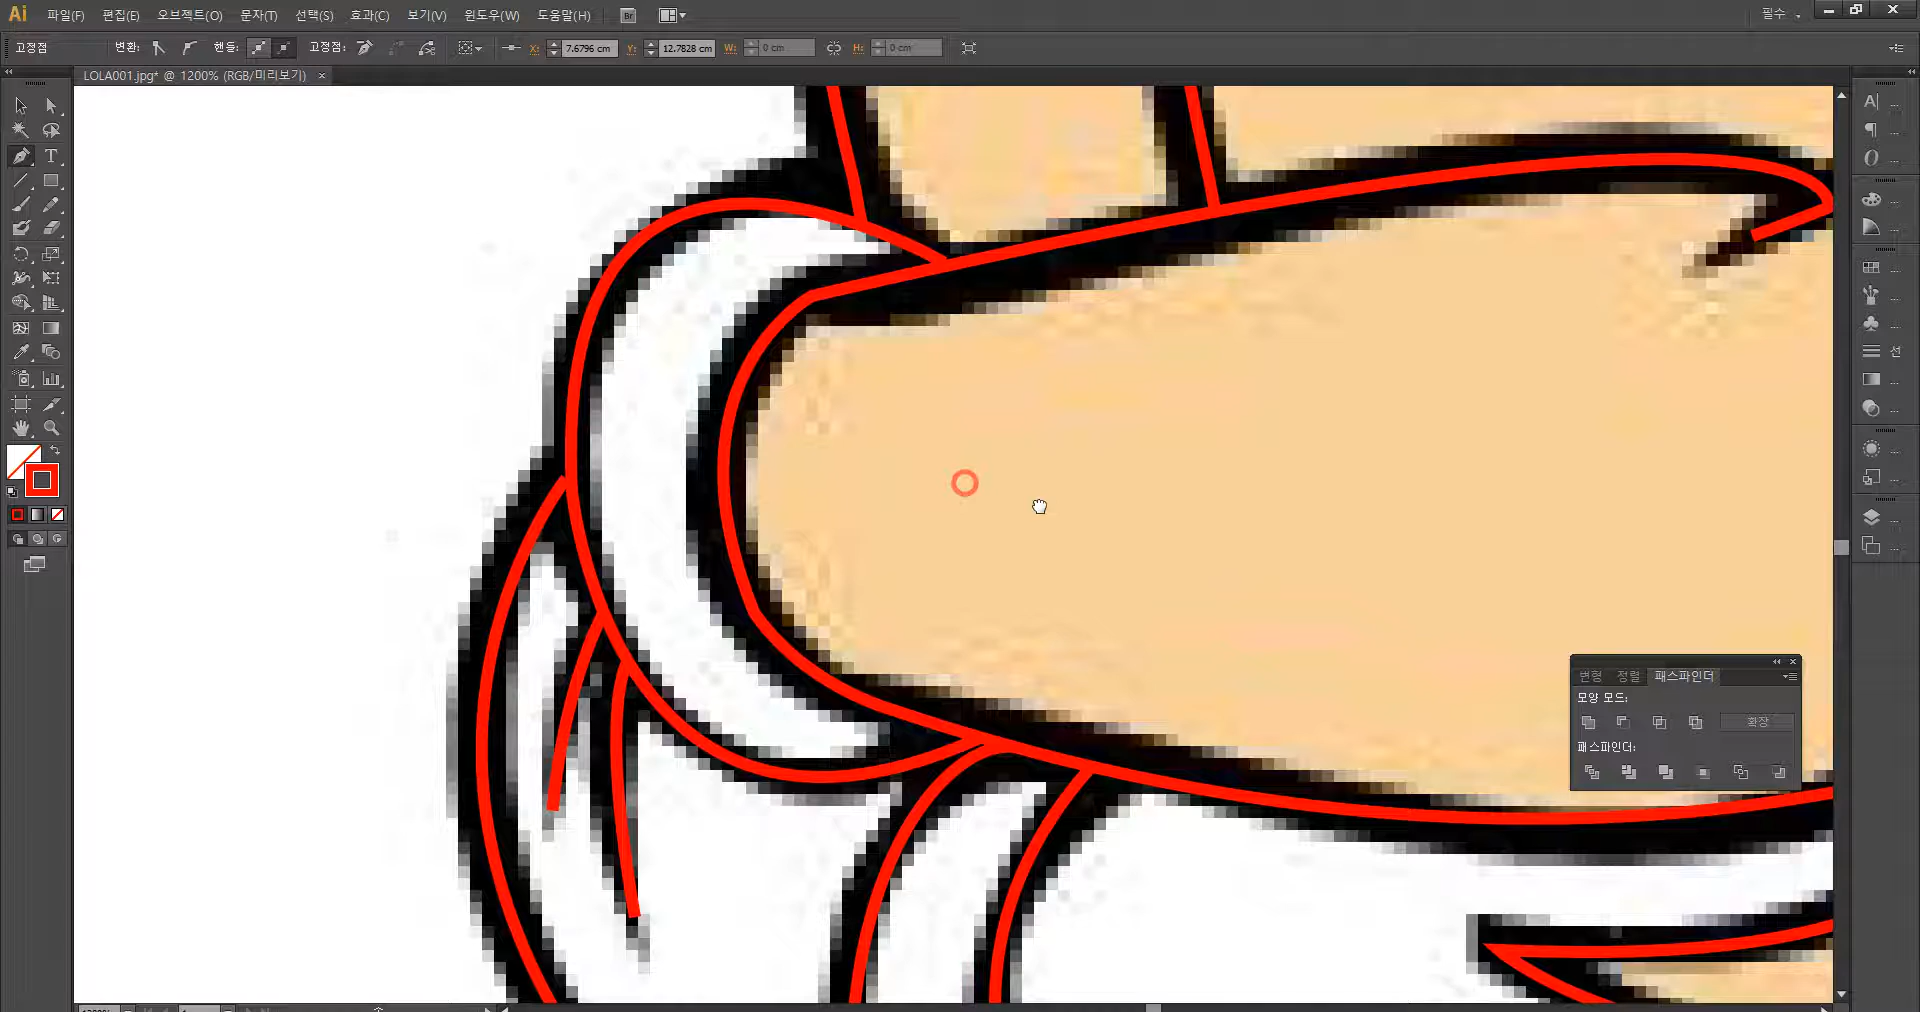 Ai 파일(F) 편집(E) 오브젝트(O) 문자(T) 선택(S) 효과(C) 보기(V) 윈도우(W) 도움말(H) Br 필수
고정점 변환: 핸들: 고정점: X: 7.6796 cm Y: 12.7828 cm W: 0 cm H: 0 cm
LOLA001.jpg* @ 1200% (RGB/미리보기) ×
선
변형 정렬 패스파인더
모양 모드:
확장
패스파인더: